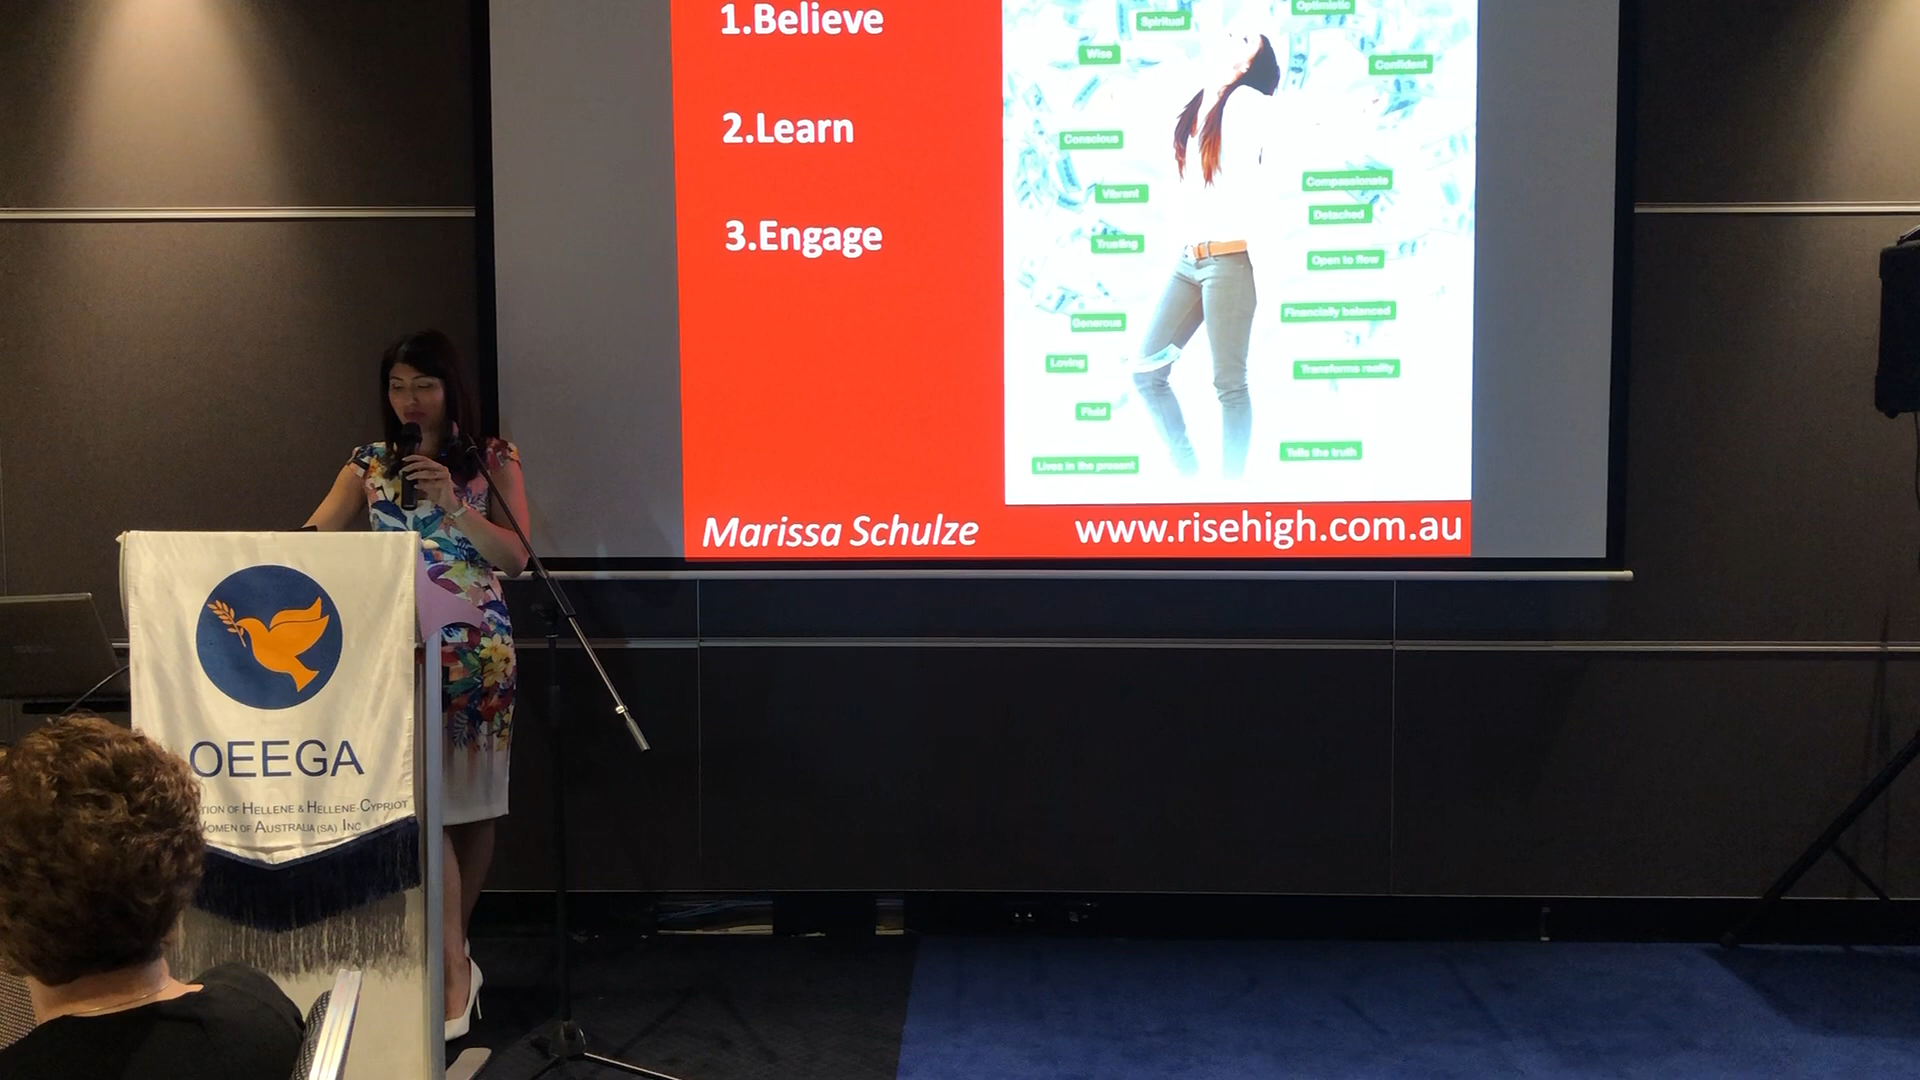 1.Believe
2.Learn
3.Engage
Spiritual
Optimistic
Wise
Confident
Conscious
Compassionate
Vibrant
Detached
Trusting
Open to flow
Generous
Financially balanced
Loving
Transforms reality
Fluid
Tells the truth
Lives in the present
Marissa Schulze
www.risehigh.com.au
OEEGA
TION OF HELLENE & HELLENE-CYPRIOT
WOMEN OF AUSTRALIA (SA) INC